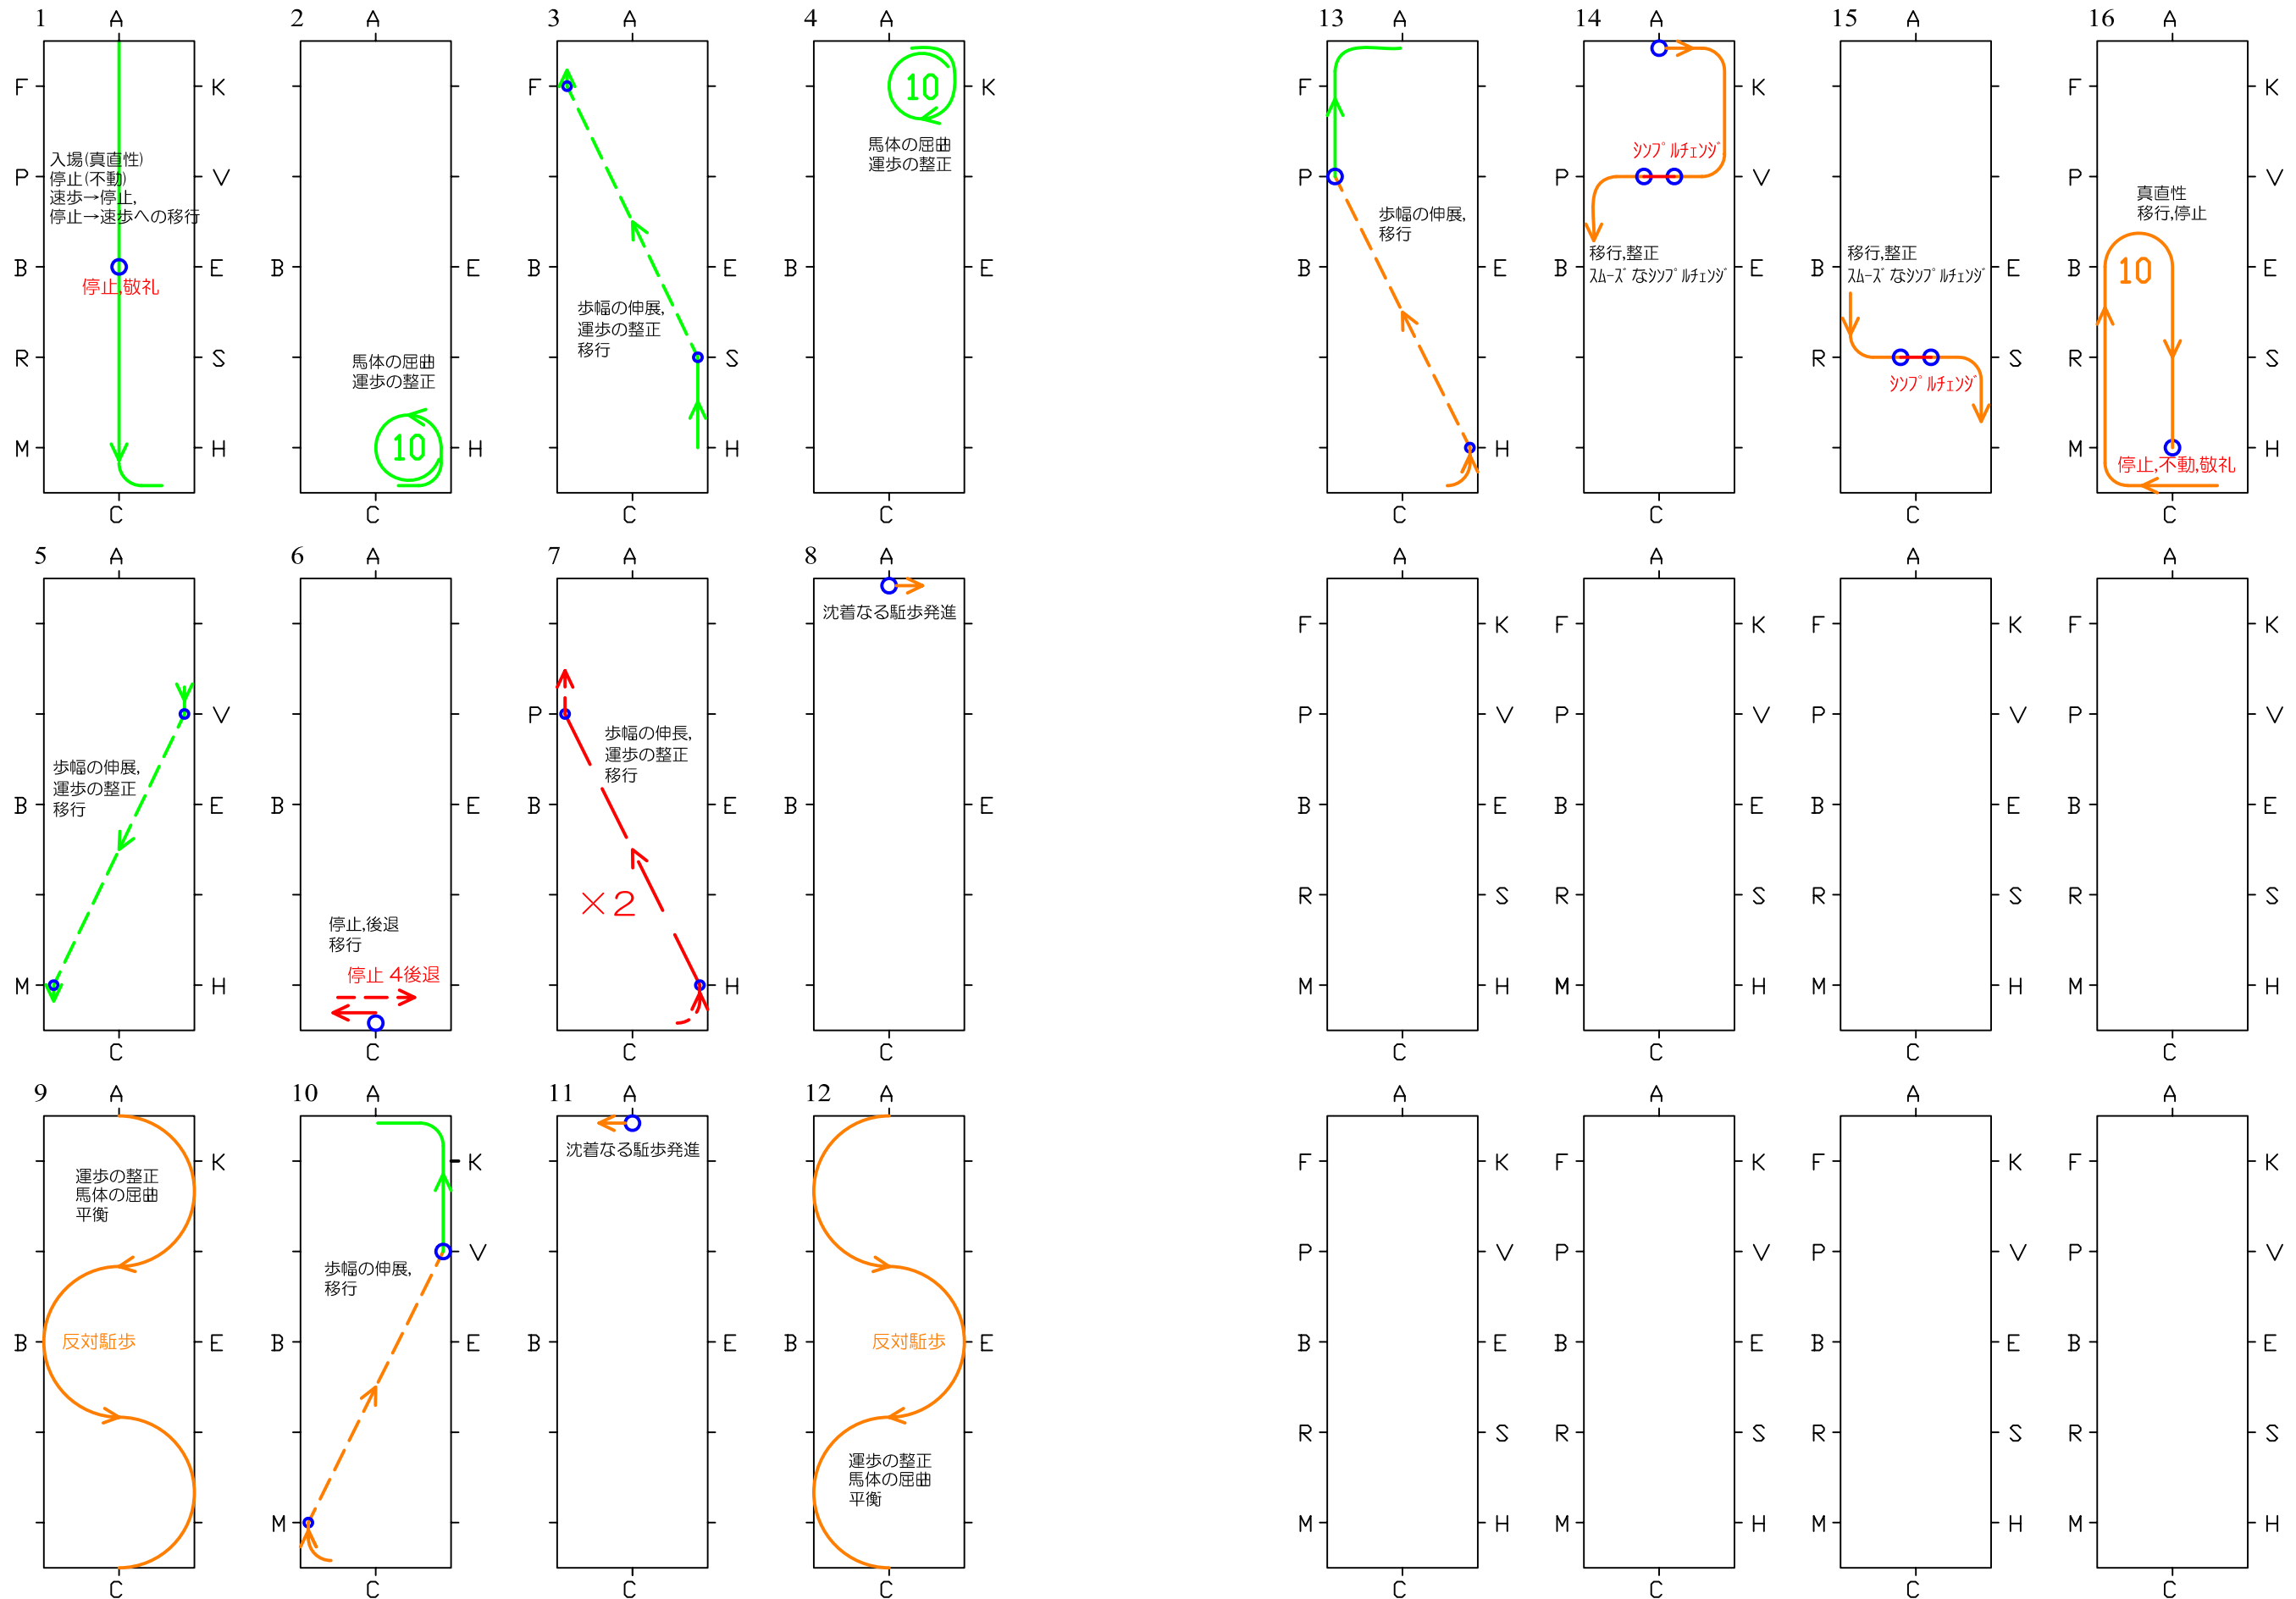 1
A
F K
入場(真直性)
停止(不動)
P V
速歩→停止,
停止→速歩への移行
B E
停止,敬礼
R S
M H
C
2
A
B E
馬体の屈曲
運歩の整正
10
H
C
3
A
F
B E
歩幅の伸展,
運歩の整正
移行
S
H
C
4
A
10
K
馬体の屈曲
運歩の整正
B E
C
13
A
F K
P
歩幅の伸展,
移行
B E
H
C
14
A
F K
シンプルチェンジ
P V
移行,整正
B E
スムーズなシンプルチェンジ
C
15
A
移行,整正
B E
スムーズなシンプルチェンジ
R S
シンプルチェンジ
C
16
A
F K
P V
真直性
移行,停止
B E
10
R S
M H
停止,不動,敬礼
C
5
A
V
歩幅の伸展,
運歩の整正
移行
B E
M H
C
6
A
B E
停止,後退
移行
停止 4後退
C
7
A
P
歩幅の伸長,
運歩の整正
移行
B E
×2
H
C
8
A
沈着なる駈歩発進
B E
C
A
F K
P V
B E
R S
M H
C
A
F K
P V
B E
R S
M H
C
A
F K
P V
B E
R S
M H
C
A
F K
P V
B E
R S
M H
C
9
A
K
運歩の整正
馬体の屈曲
平衡
B E
反対駈歩
C
10
A
K
V
歩幅の伸展,
移行
B E
M
C
11
A
沈着なる駈歩発進
B E
C
12
A
B E
反対駈歩
運歩の整正
馬体の屈曲
平衡
C
A
F K
P V
B E
R S
M H
C
A
F K
P V
B E
R S
M H
C
A
F K
P V
B E
R S
M H
C
A
F K
P V
B E
R S
M H
C